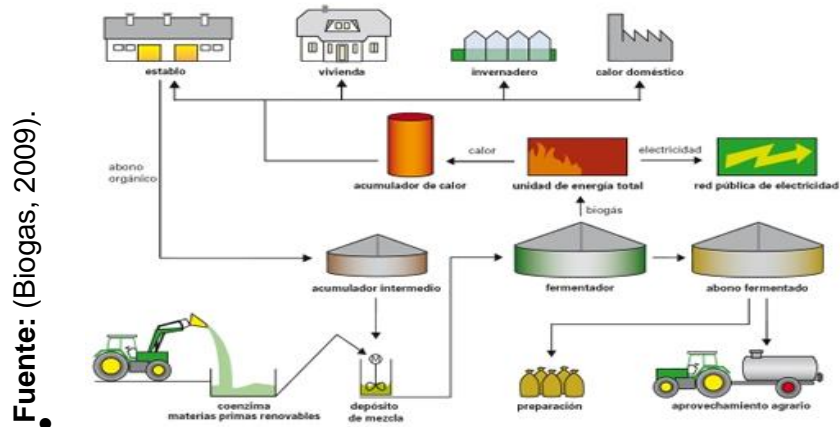 establo
vivienda
invernadero
calor doméstico
abono
orgánico
calor
electricidad
acumulador de calor
unidad de energía total
red pública de electricidad
biogás
acumulador intermedio
fermentador
abono fermentado
M
coenzima
materias primas renovables
depósito
de mezcla
preparación
aprovechamiento agrario
• Fuente: (Biogas, 2009).